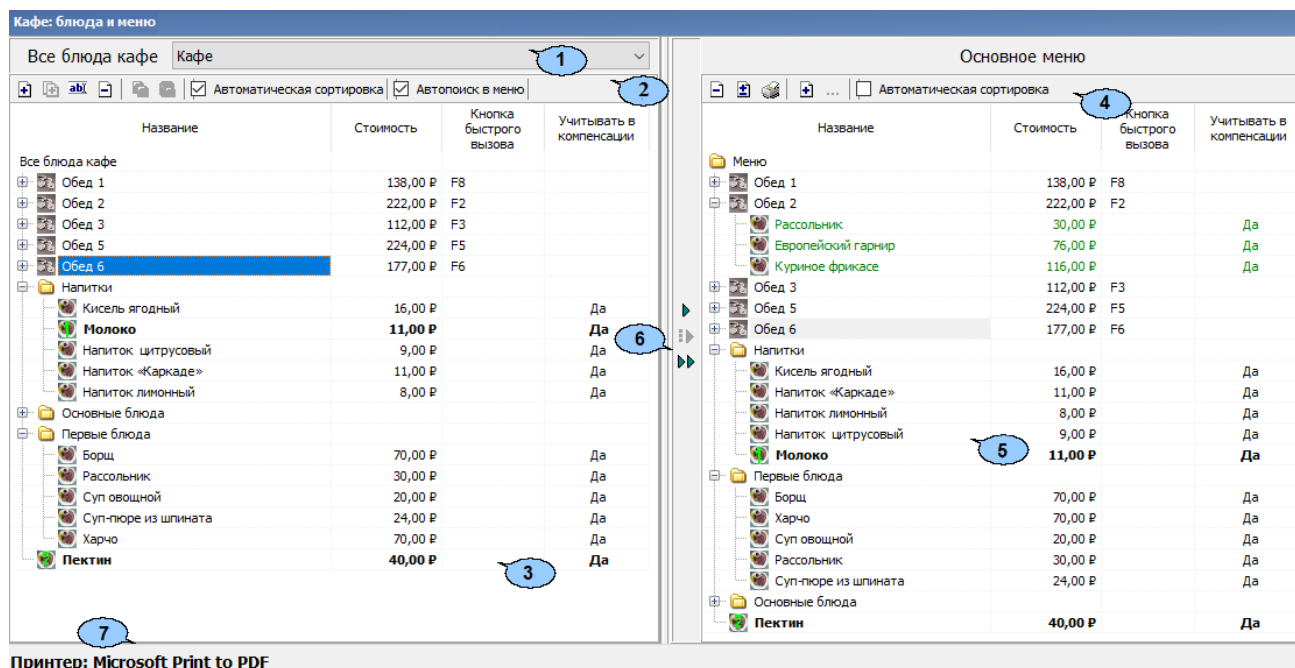 Кафе: блюда и меню
Все блюда кафе Кафе 1
abI Автоматическая сортировка Автопоиск в меню 2
Название Стоимость Кнопка быстрого вызова Учитывать в компенсации
Все блюда кафе
Обед 1 138,00 ₽ F8
Обед 2 222,00 ₽ F2
Обед 3 112,00 ₽ F3
Обед 5 224,00 ₽ F5
Обед 6 177,00 ₽ F6
Напитки
Кисель ягодный 16,00 ₽ Да
Молоко 11,00 ₽ Да
Напиток цитрусовый 9,00 ₽ Да
Напиток «Каркаде» 11,00 ₽ Да
Напиток лимонный 8,00 ₽ Да
Основные блюда
Первые блюда
Борщ 70,00 ₽ Да
Рассольник 30,00 ₽ Да
Суп овощной 20,00 ₽ Да
Суп-пюре из шпината 24,00 ₽ Да
Харчо 70,00 ₽ Да
Пектин 40,00 ₽ Да
3
6
Основное меню
... Автоматическая сортировка 4
Название Стоимость Кнопка быстрого вызова Учитывать в компенсации
Меню
Обед 1 138,00 ₽ F8
Обед 2 222,00 ₽ F2
Рассольник 30,00 ₽ Да
Европейский гарнир 76,00 ₽ Да
Куриное фрикасе 116,00 ₽ Да
Обед 3 112,00 ₽ F3
Обед 5 224,00 ₽ F5
Обед 6 177,00 ₽ F6
Напитки
Кисель ягодный 16,00 ₽ Да
Напиток «Каркаде» 11,00 ₽ Да
Напиток лимонный 8,00 ₽ Да
Напиток цитрусовый 9,00 ₽ Да
5
Молоко 11,00 ₽ Да
Первые блюда
Борщ 70,00 ₽ Да
Харчо 70,00 ₽ Да
Суп овощной 20,00 ₽ Да
Рассольник 30,00 ₽ Да
Суп-пюре из шпината 24,00 ₽ Да
Основные блюда
Пектин 40,00 ₽ Да
7
Принтер: Microsoft Print to PDF